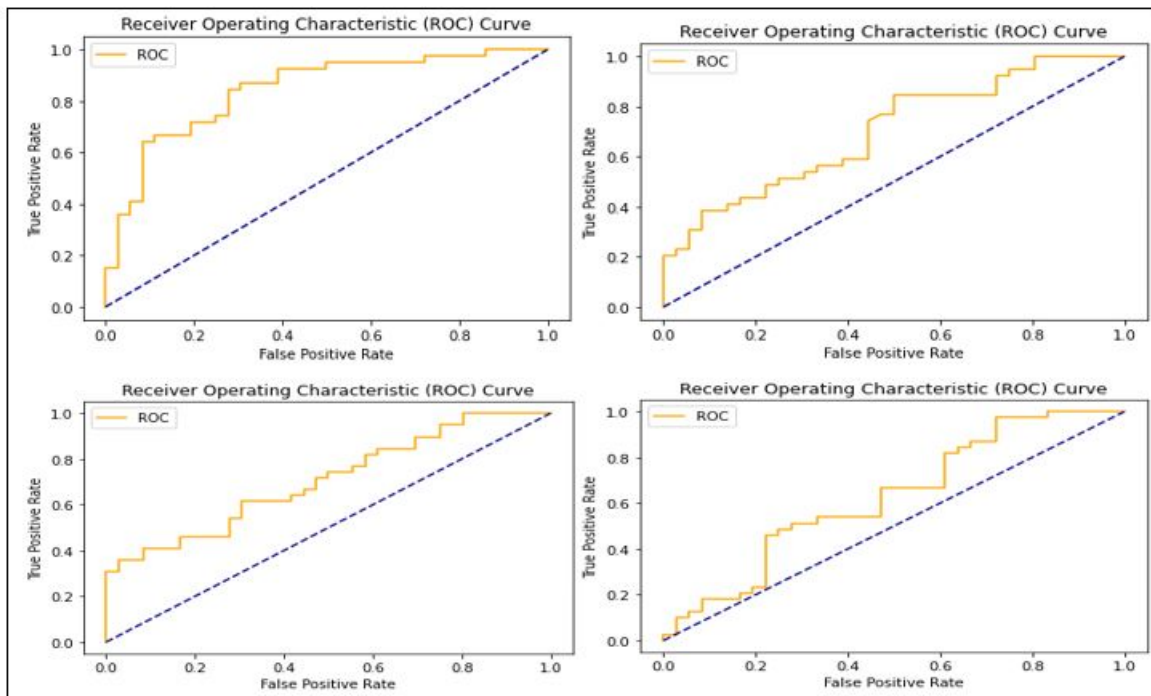 Receiver Operating Characteristic (ROC) Curve
ROC
True Positive Rate
1.0
0.8
0.6
0.4
0.2
0.0
0.0 0.2 0.4 0.6 0.8 1.0
False Positive Rate
Receiver Operating Characteristic (ROC) Curve
ROC
True Positive Rate
1.0
0.8
0.6
0.4
0.2
0.0
0.0 0.2 0.4 0.6 0.8 1.0
False Positive Rate
Receiver Operating Characteristic (ROC) Curve
ROC
True Positive Rate
1.0
0.8
0.6
0.4
0.2
0.0
0.0 0.2 0.4 0.6 0.8 1.0
False Positive Rate
Receiver Operating Characteristic (ROC) Curve
ROC
True Positive Rate
1.0
0.8
0.6
0.4
0.2
0.0
0.0 0.2 0.4 0.6 0.8 1.0
False Positive Rate